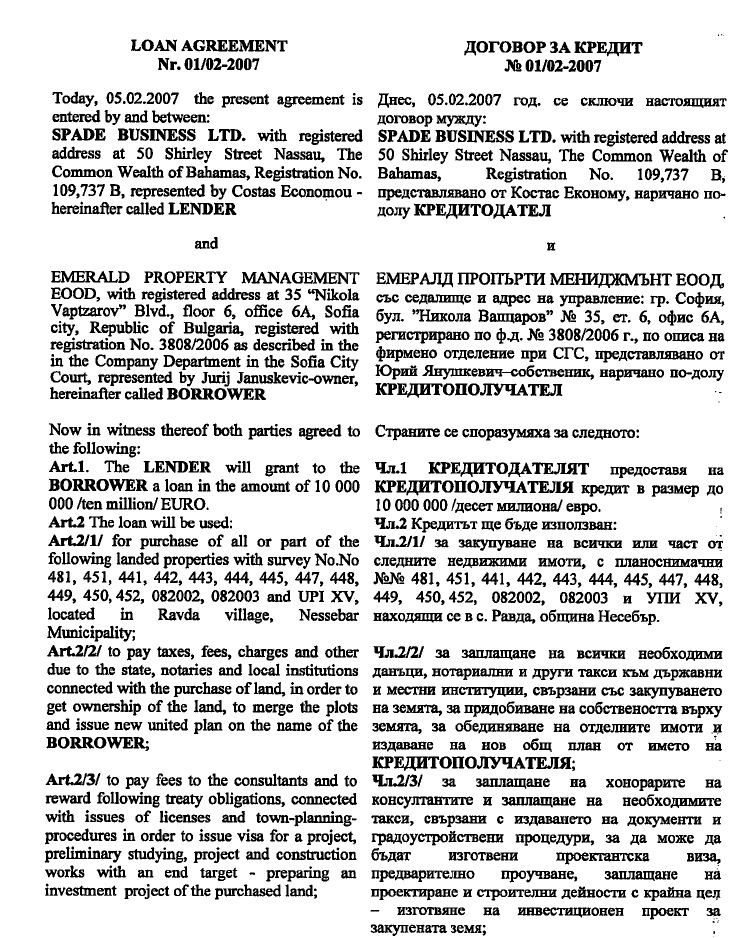 LOAN AGREEMENT
Nr. 01/02-2007
Today, 05.02.2007 the present agreement is
entered by and between:
SPADE BUSINESS LTD. with registered
address at 50 Shirley Street Nassau, The
Common Wealth of Bahamas, Registration No.
109,737 B, represented by Costas Economou -
hereinafter called LENDER
and
EMERALD PROPERTY MANAGEMENT
EOOD, with registered address at 35 “Nikola
Vaptzarov” Blvd., floor 6, office 6A, Sofia
city, Republic of Bulgaria, registered with
registration No. 3808/2006 as described in the
in the Company Department in the Sofia City
Court, represented by Jurij Januskevic-owner,
hereinafter called BORROWER
Now in witness thereof both parties agreed to
the following:
Art.1. The LENDER will grant to the
BORROWER a loan in the amount of 10 000
000 /ten million/ EURO.
Art.2 The loan will be used:
Art.2/1/ for purchase of all or part of the
following landed properties with survey No.No
481, 451, 441, 442, 443, 444, 445, 447, 448,
449, 450, 452, 082002, 082003 and UPI XV,
located in Ravda village, Nessebar
Municipality;
Art.2/2/ to pay taxes, fees, charges and other
due to the state, notaries and local institutions
connected with the purchase of land, in order to
get ownership of the land, to merge the plots
and issue new united plan on the name of the
BORROWER;
Art.2/3/ to pay fees to the consultants and to
reward following treaty obligations, connected
with issues of licenses and town-planning-
procedures in order to issue visa for a project,
preliminary studying, project and construction
works with an end target - preparing an
investment project of the purchased land;
ДОГОВОР ЗА КРЕДИТ
№ 01/02-2007
Днес, 05.02.2007 год. се сключи настоящият
договор мужду:
SPADE BUSINESS LTD. with registered address at
50 Shirley Street Nassau, The Common Wealth of
Bahamas, Registration No. 109,737 B,
представлявано от Костас Економу, наричано по-
долу КРЕДИТОДАТЕЛ
и
ЕМЕРАЛД ПРОПЪРТИ МЕНИДЖМЪНТ ЕООД,
със седалище и адрес на управление: гр. София,
бул. ”Никола Вапцаров” № 35, ет. 6, офис 6А,
регистрирано по ф.д. № 3808/2006 г., по описа на
фирмено отделение при СГС, представлявано от
Юрий Янушкевич–собственик, наричано по-долу
КРЕДИТОПОЛУЧАТЕЛ
Страните се споразумяха за следното:
Чл.1 КРЕДИТОДАТЕЛЯТ предоставя на
КРЕДИТОПОЛУЧАТЕЛЯ кредит в размер до
10 000 000 /десет милиона/ евро.
Чл.2 Кредитът ще бъде използван:
Чл.2/1/ за закупуване на всички или част от
следните недвижими имоти, с планоснимачни
№№ 481, 451, 441, 442, 443, 444, 445, 447, 448,
449, 450, 452, 082002, 082003 и УПИ XV,
находящи се в с. Равда, община Несебър.
Чл.2/2/ за заплащане на всички необходими
данъци, нотариални и други такси към държавни
и местни институции, свързани със закупуването
на земята, за придобиване на собствеността върху
земята, за обединяване на отделните имоти и
издаване на нов общ план от името на
КРЕДИТОПОЛУЧАТЕЛЯ;
Чл.2/3/ за заплащане на хонорарите на
консултантите и заплащане на необходимите
такси, свързани с издаването на документи и
градоустройствени процедури, за да може да
бъдат изготвени проектантска виза,
предварително проучване, заплащане на
проектиране и строителни дейности с крайна цел
– изготвяне на инвестиционен проект за
закупената земя;